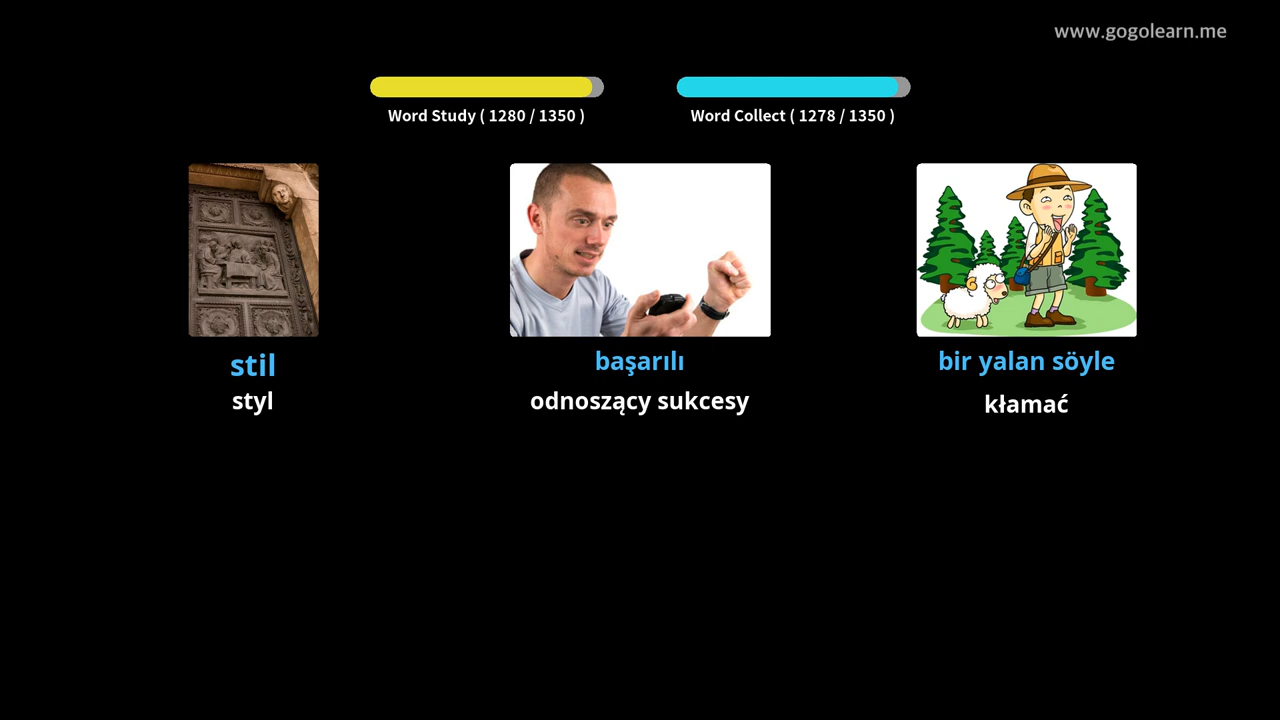 www.gogolearn.me
Word Study ( 1280 / 1350 )
Word Collect ( 1278 / 1350 )
stil
styl
başarılı
odnoszący sukcesy
bir yalan söyle
kłamać